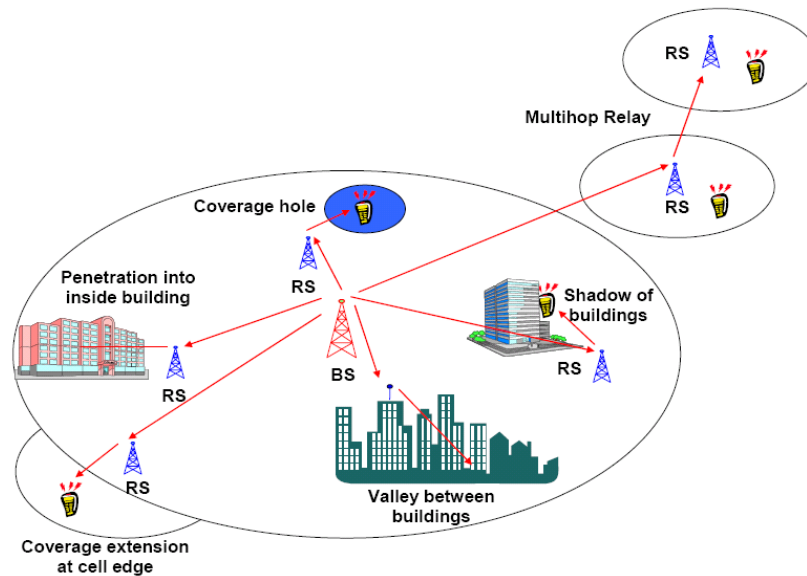 RS
Multihop Relay
RS
Coverage hole
RS
Penetration into
inside building
Shadow of
buildings
RS
BS
RS
RS
Valley between
buildings
Coverage extension
at cell edge